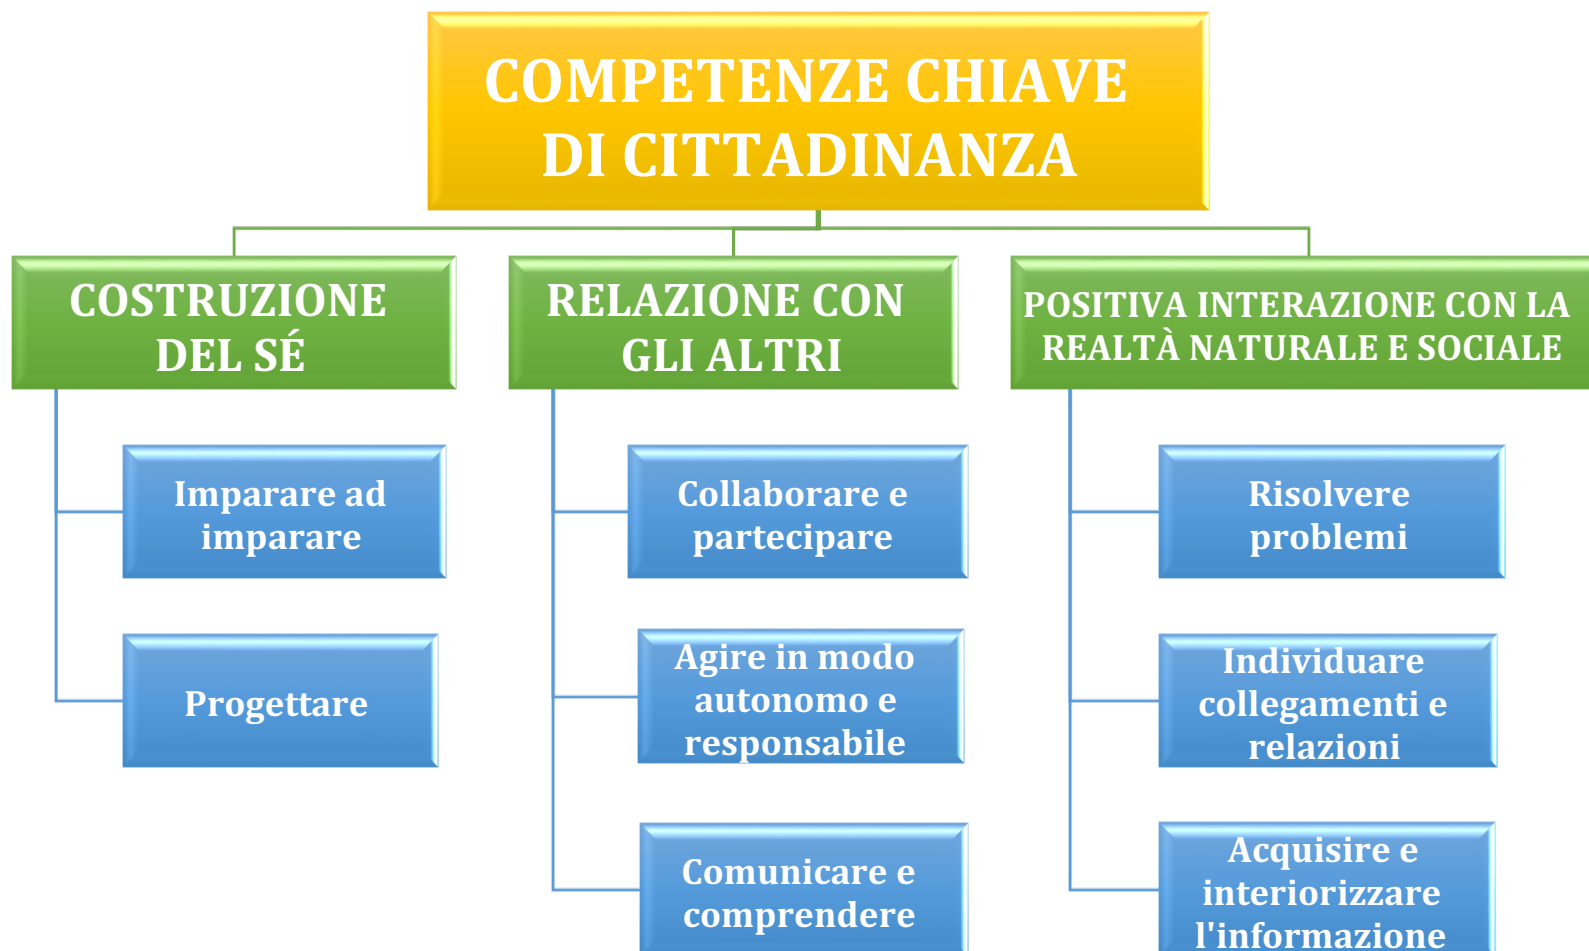 COMPETENZE CHIAVE
DI CITTADINANZA
COSTRUZIONE
DEL SÉ
RELAZIONE CON
GLI ALTRI
POSITIVA INTERAZIONE CON LA
REALTÀ NATURALE E SOCIALE
Imparare ad
imparare
Progettare
Collaborare e
partecipare
Agire in modo
autonomo e
responsabile
Comunicare e
comprendere
Risolvere
problemi
Individuare
collegamenti e
relazioni
Acquisire e
interiorizzare
l'informazione